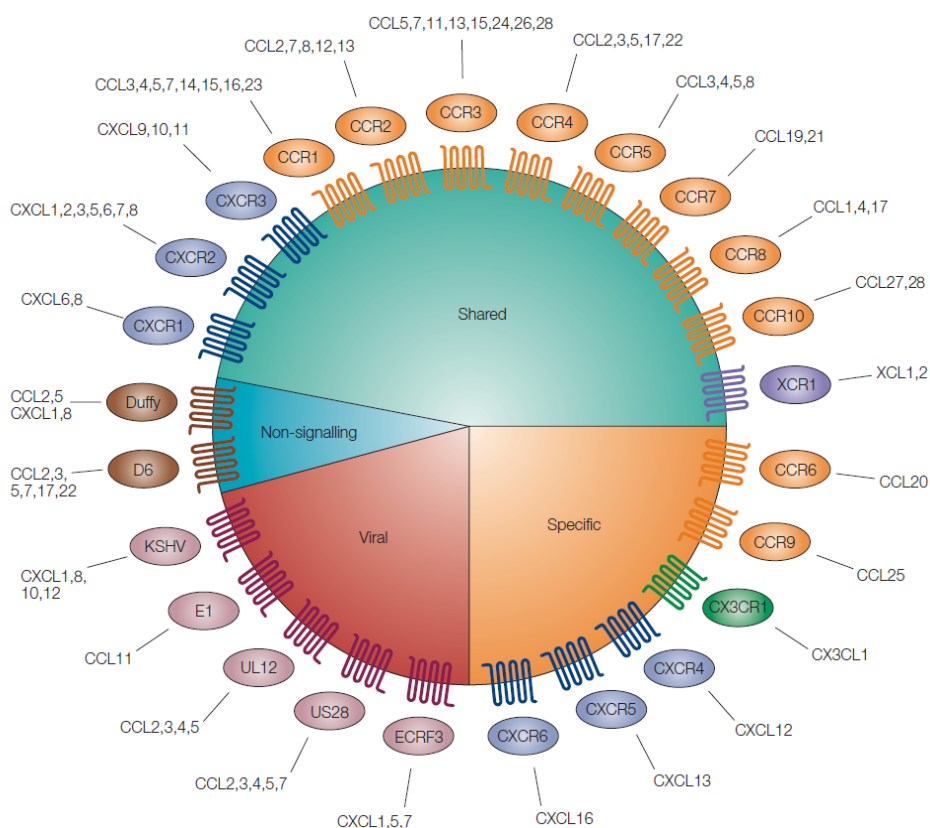 CCL5,7,11,13,15,24,26,28
CCL2,7,8,12,13
CCL2,3,5,17,22
CCL3,4,5,7,14,15,16,23
CCL3,4,5,8
CXCL9,10,11
CCL19,21
CXCL1,2,3,5,6,7,8
CCL1,4,17
CXCL6,8
CCL27,28
CCR3
CCR2
CCR4
CCR1
CCR5
CXCR3
CCR7
CXCR2
CCR8
CXCR1
CCR10
Shared
XCR1
XCL1,2
CCL2,5
CXCL1,8
Duffy
Non-signalling
CCL2,3,
5,7,17,22
D6
CCR6
CCL20
Viral
Specific
KSHV
CCR9
CXCL1,8,
10,12
CCL25
E1
CX3CR1
CCL11
CX3CL1
UL12
CXCR4
CCL2,3,4,5
CXCL12
US28
CXCR5
ECRF3
CXCR6
CCL2,3,4,5,7
CXCL13
CXCL1,5,7
CXCL16